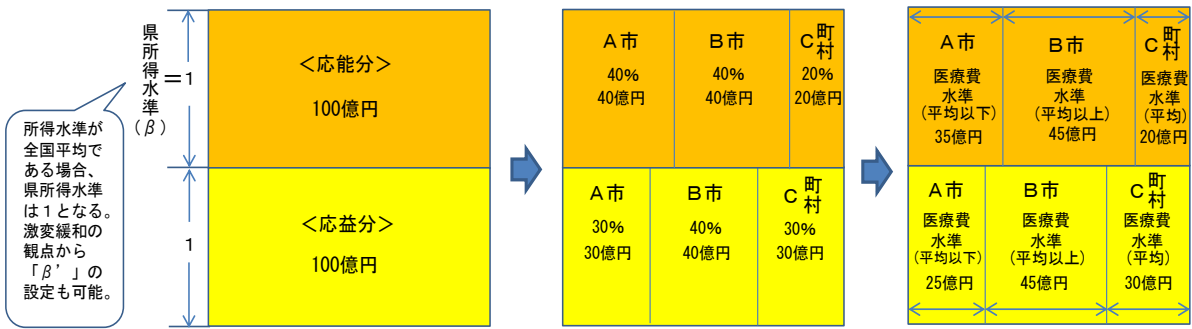 県所得水準(β)
=1
1
所得水準が
全国平均で
ある場合、
県所得水準
は１となる。
激変緩和の
観点から
「β’」の
設定も可能。
＜応能分＞
100億円
＜応益分＞
100億円
A市
40%
40億円
B市
40%
40億円
C町村
20%
20億円
A市
30%
30億円
B市
40%
40億円
C町村
30%
30億円
A市
医療費
水準
(平均以下)
35億円
B市
医療費
水準
(平均以上)
45億円
C町村
医療費
水準
(平均)
20億円
A市
医療費
水準
(平均以下)
25億円
B市
医療費
水準
(平均以上)
45億円
C町村
医療費
水準
(平均)
30億円